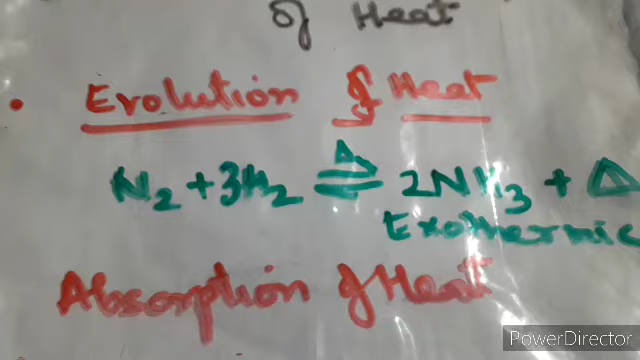 of Heat
• Evolution of Heat
N₂ + 3H₂ ⇌ 2NH₃ + Δ
Δ
Exothermic
Absorption of Heat
PowerDirector